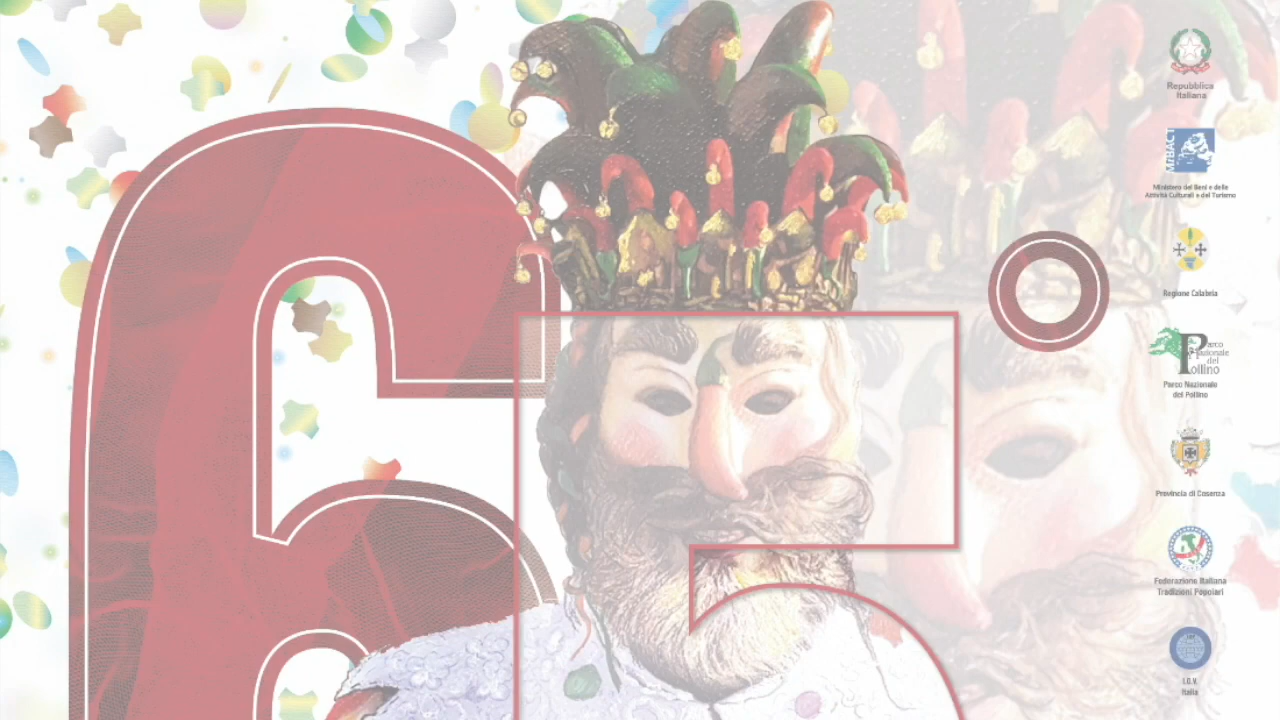 65°
Repubblica
Italiana
MiBACT
Ministero dei Beni e delle
Attività Culturali e del Turismo
Regione Calabria
Parco
Nazionale
del
Pollino
Parco Nazionale
del Pollino
Provincia di Cosenza
Federazione Italiana
Tradizioni Popolari
I.O.V.
Italia